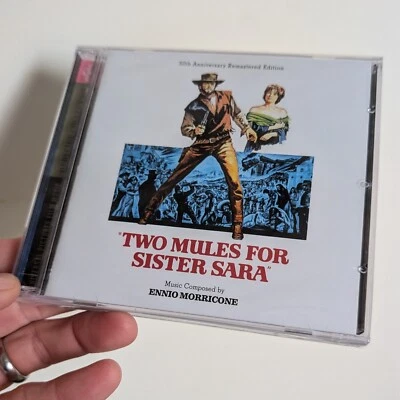 50th Anniversary Remastered Edition
"TWO MULES FOR
SISTER SARA"
Music Composed by
ENNIO MORRICONE